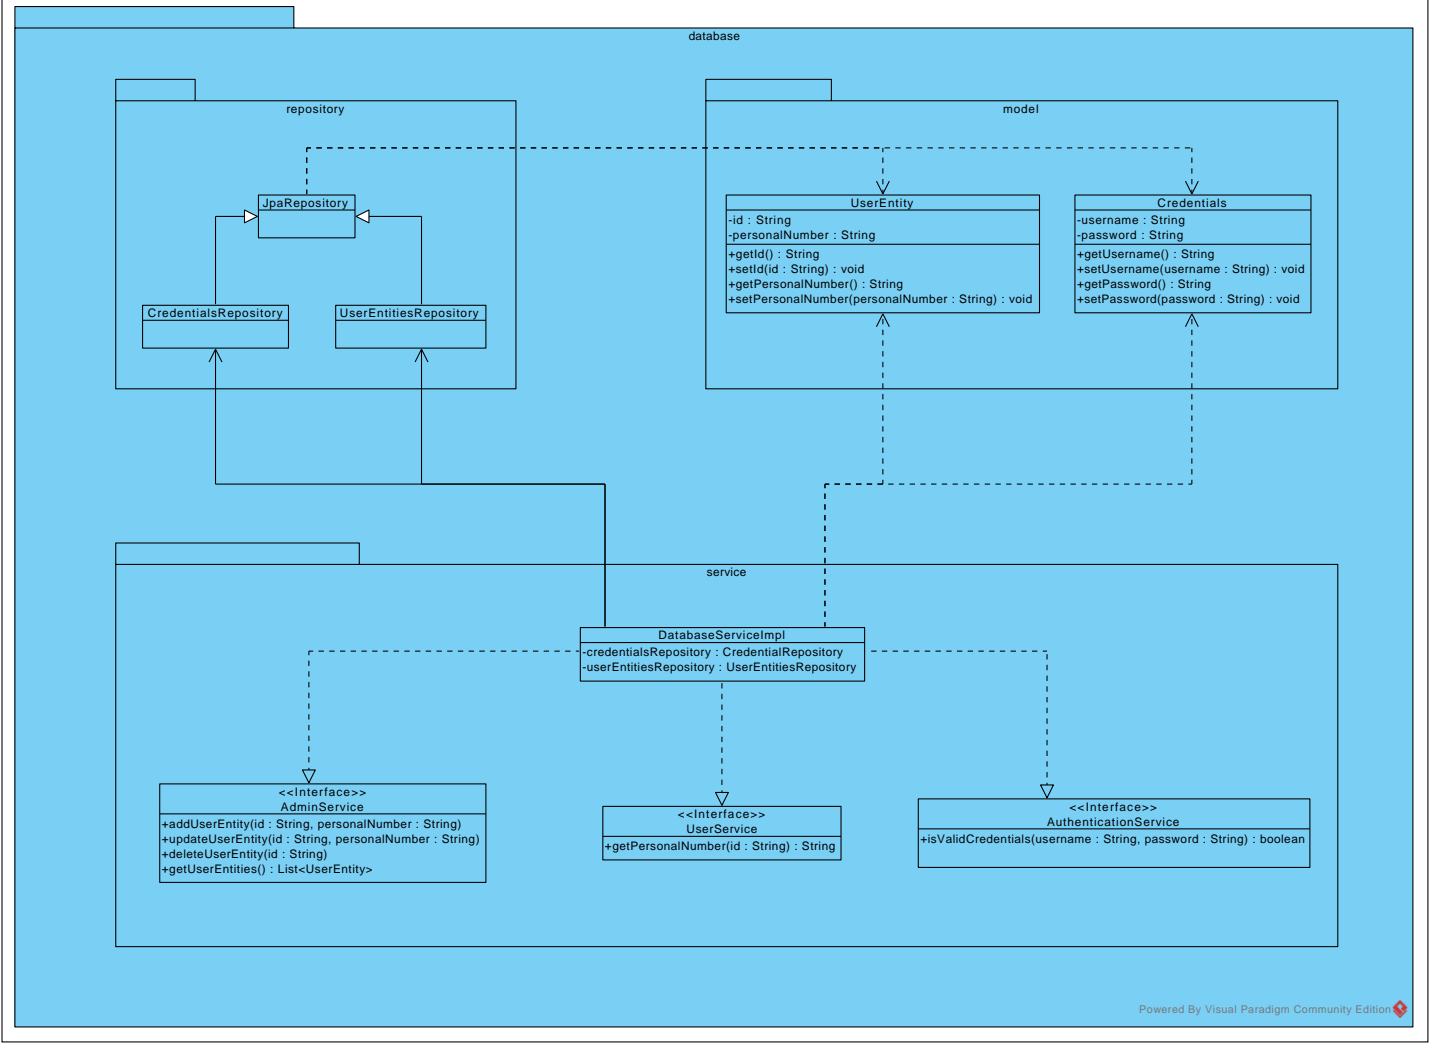 database
repository
JpaRepository
CredentialsRepository
UserEntitiesRepository
model
UserEntity
-id : String
-personalNumber : String
+getId() : String
+setId(id : String) : void
+getPersonalNumber() : String
+setPersonalNumber(personalNumber : String) : void
Credentials
-username : String
-password : String
+getUsername() : String
+setUsername(username : String) : void
+getPassword() : String
+setPassword(password : String) : void
service
DatabaseServiceImpl
-credentialsRepository : CredentialRepository
-userEntitiesRepository : UserEntitiesRepository
<<Interface>>
AdminService
+addUserEntity(id : String, personalNumber : String)
+updateUserEntity(id : String, personalNumber : String)
+deleteUserEntity(id : String)
+getUserEntities() : List<UserEntity>
<<Interface>>
UserService
+getPersonalNumber(id : String) : String
<<Interface>>
AuthenticationService
+isValidCredentials(username : String, password : String) : boolean
Powered By Visual Paradigm Community Edition